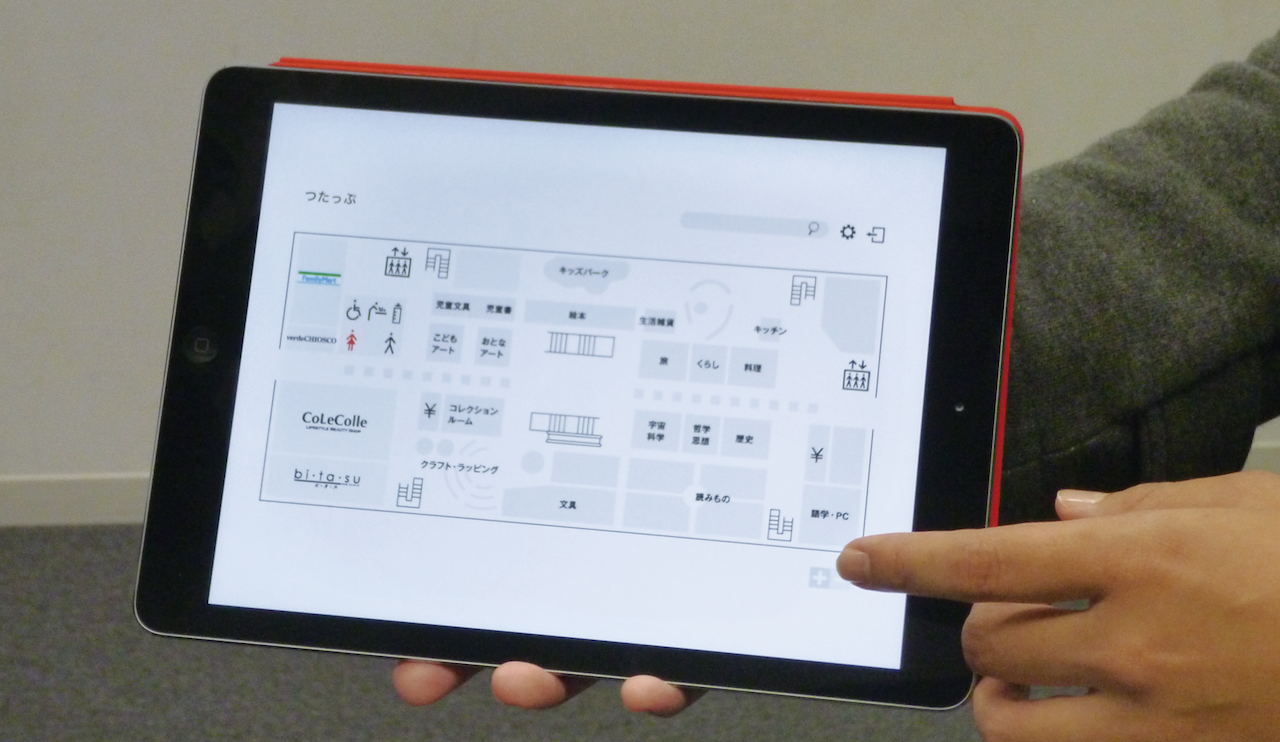 つたっぷ
FamilyMart
キッズパーク
児童文具
児童書
絵本
生活雑貨
キッチン
verdeCHIOSCO
こども
アート
おとな
アート
旅
くらし
料理
CoLeColle
LIFESTYLE BEAUTY SHOP
¥
コレクション
ルーム
宇宙
科学
哲学
思想
歴史
¥
bi・ta・su
クラフト・ラッピング
文具
読みもの
語学・PC